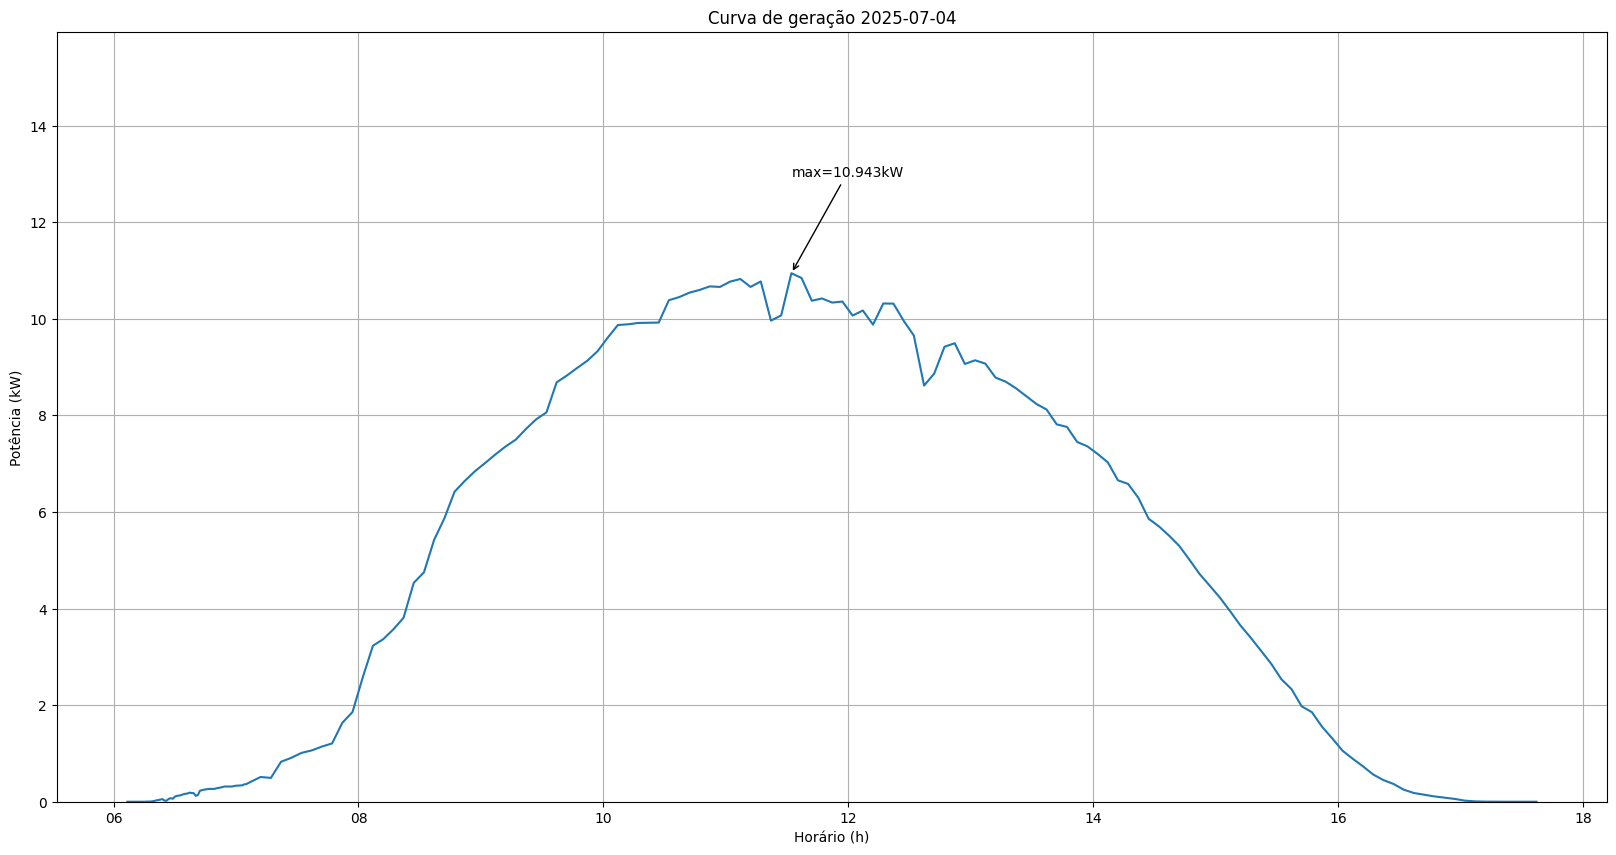 Curva de geração 2025-07-04
14
12
10
8
6
4
2
0
Potência (kW)
max=10.943kW
06 08 10 12 14 16 18
Horário (h)